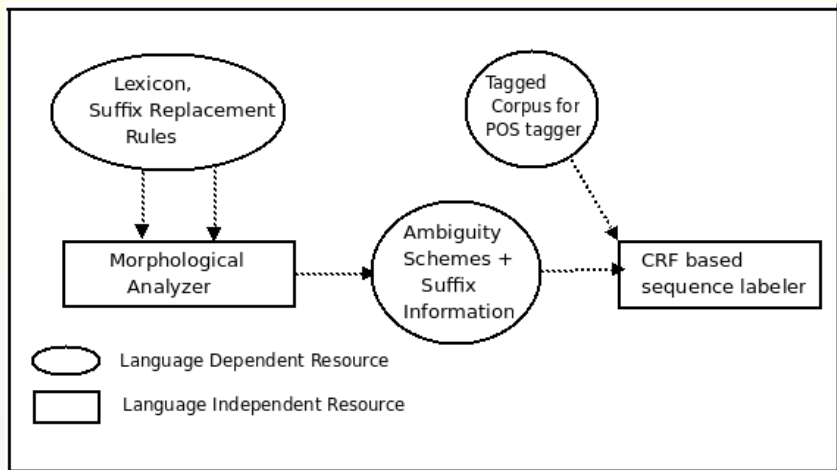 Lexicon,
Suffix Replacement
Rules
Tagged
Corpus for
POS tagger
Morphological
Analyzer
Ambiguity
Schemes +
Suffix
Information
CRF based
sequence labeler
Language Dependent Resource
Language Independent Resource